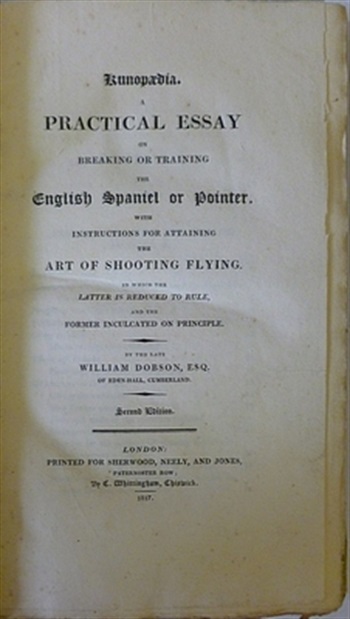 Kunopædia.
A
PRACTICAL ESSAY
ON
BREAKING OR TRAINING
THE
English Spaniel or Pointer.
WITH
INSTRUCTIONS FOR ATTAINING
THE
ART OF SHOOTING FLYING.
IN WHICH THE
LATTER IS REDUCED TO RULE,
AND THE
FORMER INCULCATED ON PRINCIPLE.
BY THE LATE
WILLIAM DOBSON, ESQ.
OF EDEN-HALL, CUMBERLAND.
Second Edition.
LONDON:
PRINTED FOR SHERWOOD, NEELY, AND JONES,
PATERNOSTER ROW;
By C. Whittingham, Chiswick.
1817.